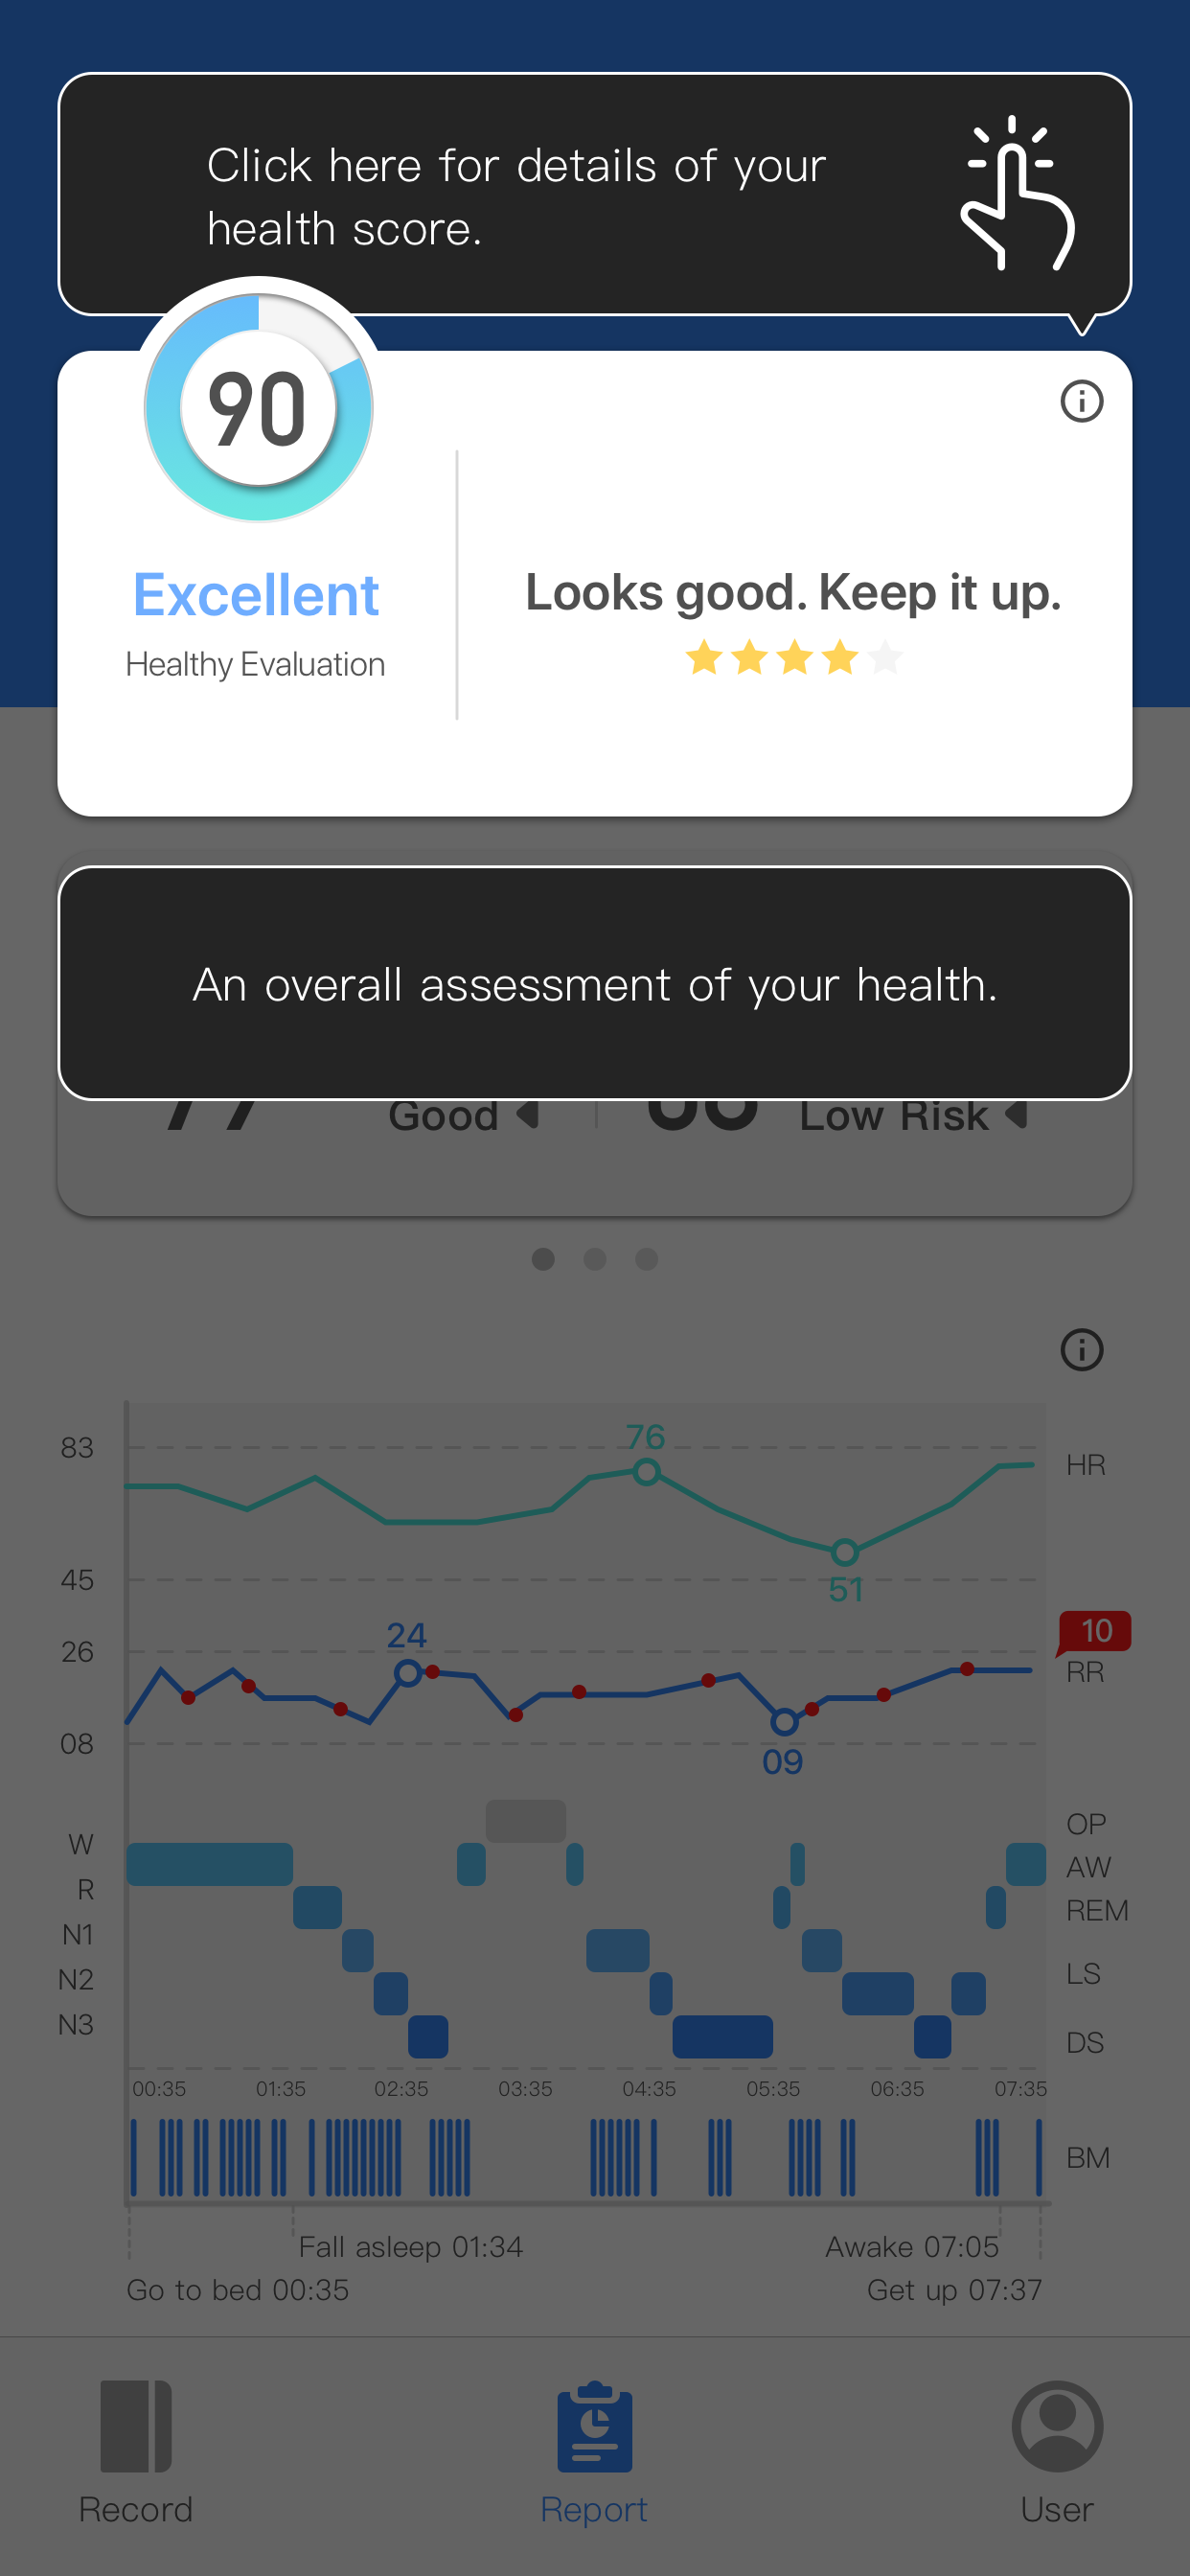 Click here for details of your
health score.
90
Excellent
Healthy Evaluation
Looks good. Keep it up.
An overall assessment of your health.
Good
Low Risk
83
76
HR
45
51
24
26
10
RR
08
09
OP
W
AW
R
REM
N1
LS
N2
N3
DS
00:35 01:35 02:35 03:35 04:35 05:35 06:35 07:35
BM
Fall asleep 01:34 Awake 07:05
Go to bed 00:35 Get up 07:37
Record Report User